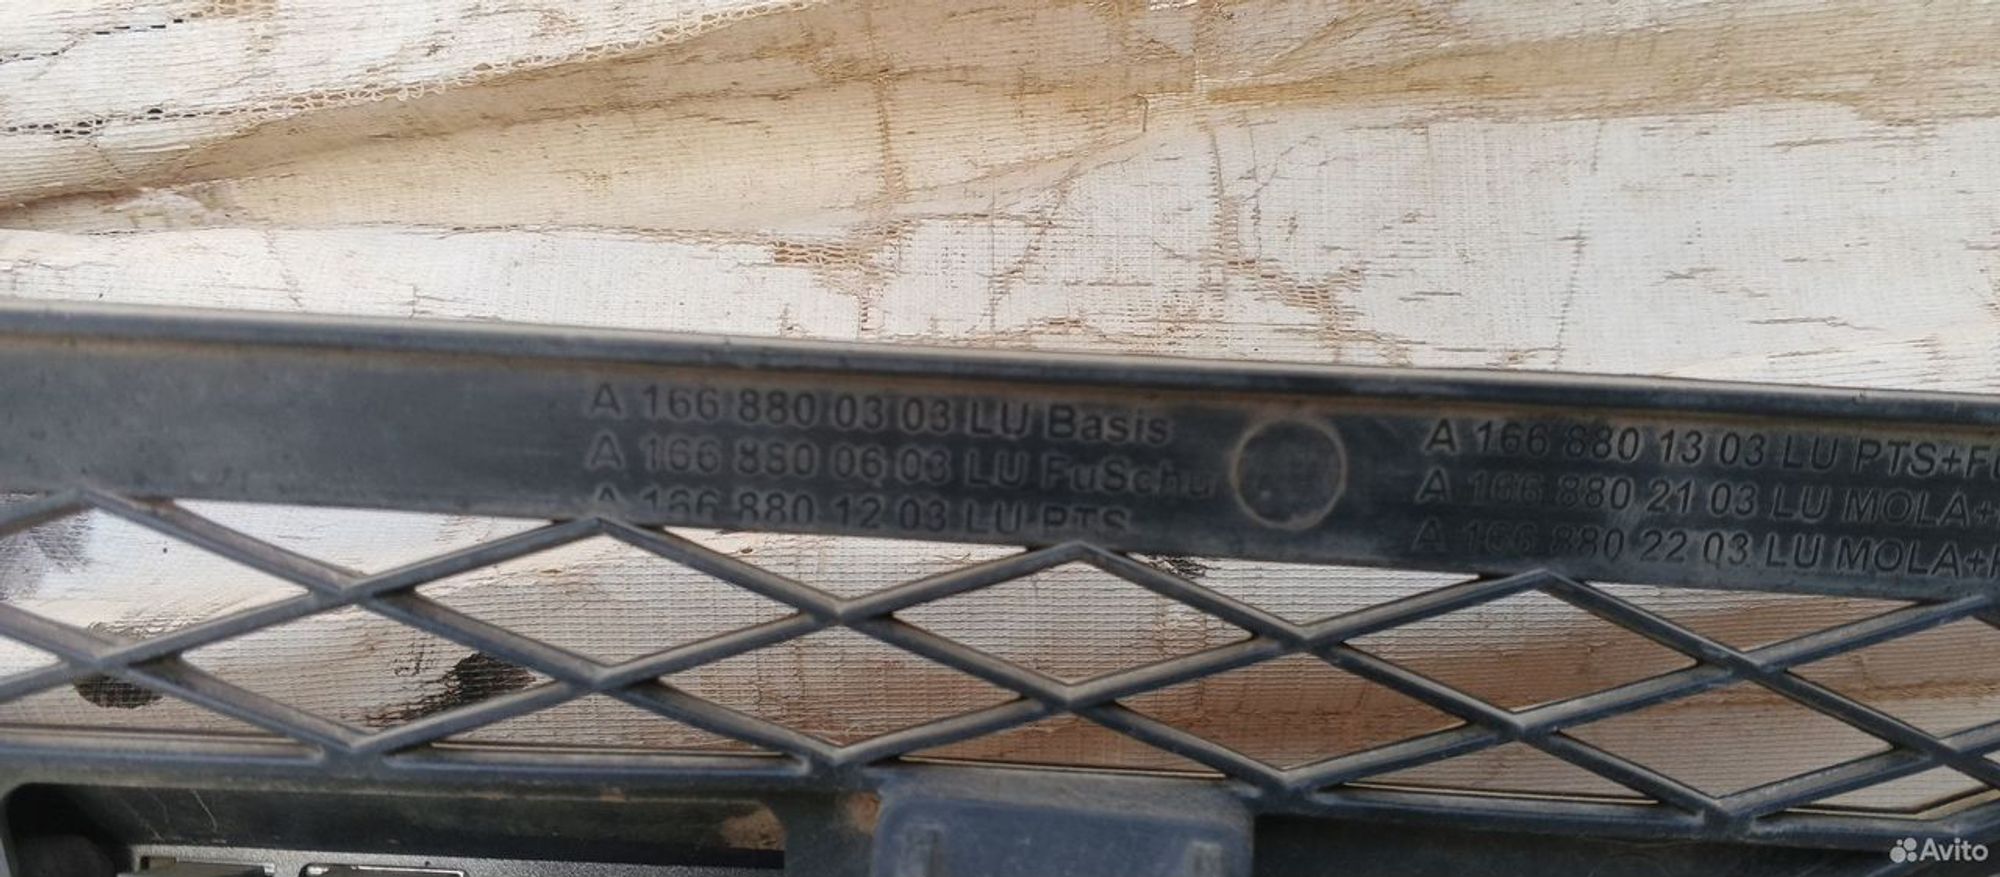 A 166 880 03 03 LU Basis
A 166 880 06 03 LU FuSchu
A 166 880 12 03 LU PTS
A 166 880 13 03 LU PTS+Fu
A 166 880 21 03 LU MOLA+
A 166 880 22 03 LU MOLA+
Avito